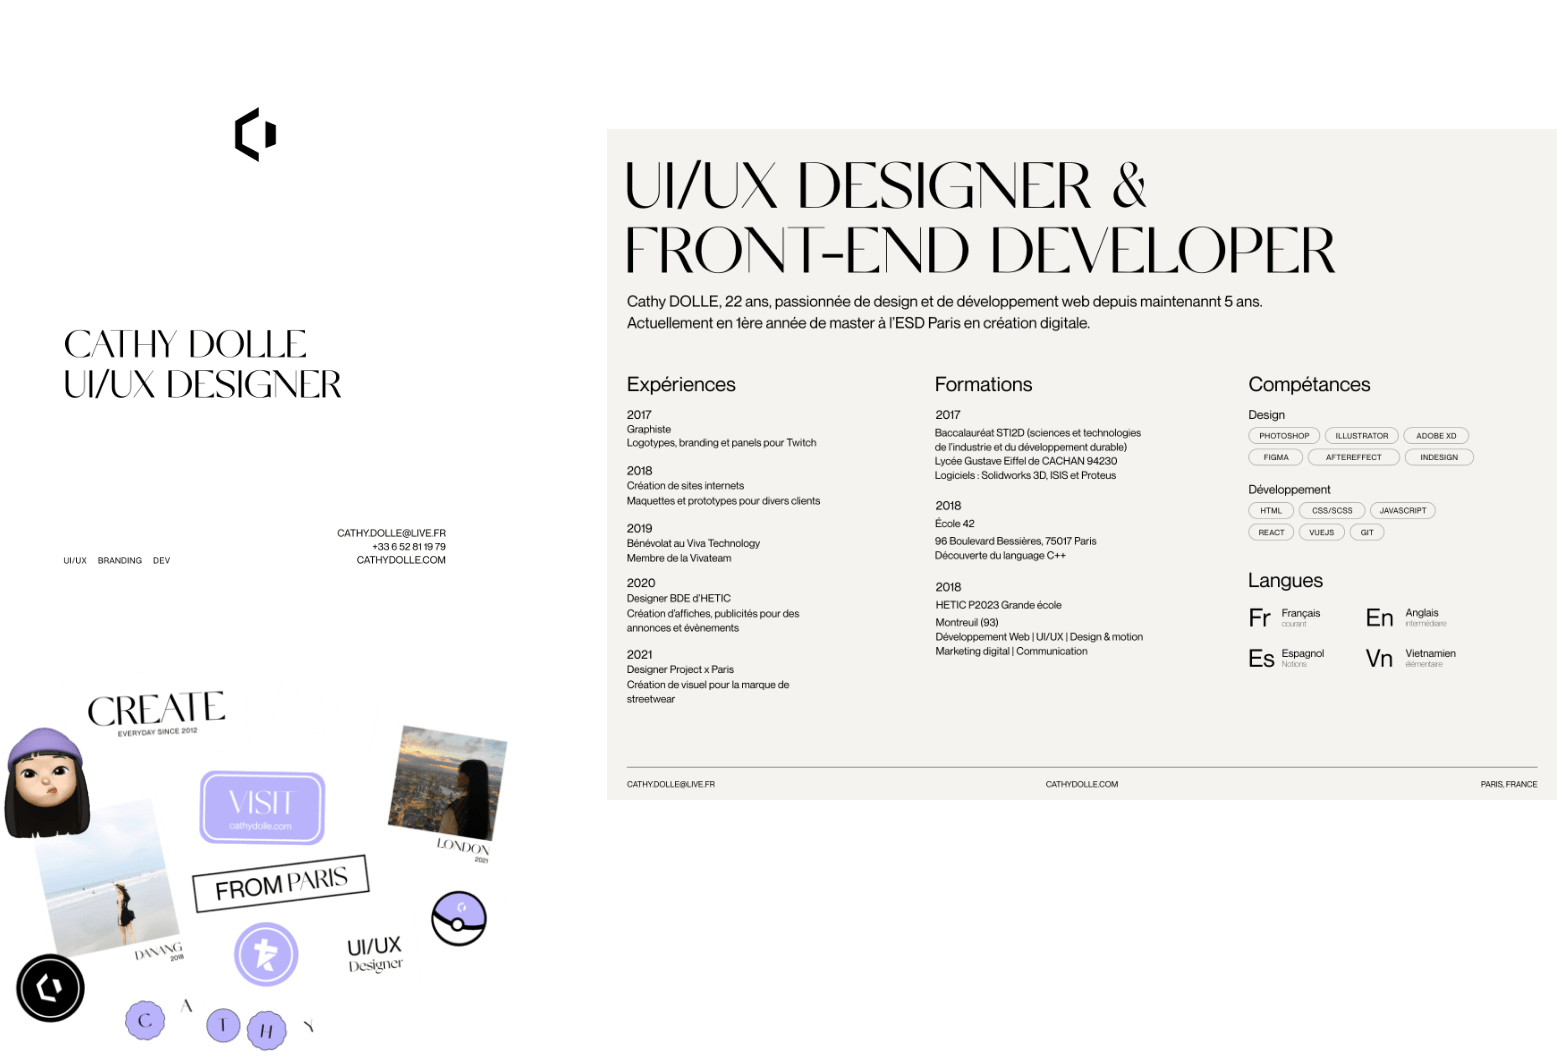 CATHY DOLLE
UI/UX DESIGNER
CATHY.DOLLE@LIVE.FR
+33 6 52 81 19 79
CATHYDOLLE.COM
UI/UX BRANDING DEV
CREATE
EVERYDAY SINCE 2012
VISIT
cathydolle.com
LONDON
2021
FROM PARIS
DANANG
2018
UI/UX
Designer
C A T H Y
UI/UX DESIGNER &
FRONT-END DEVELOPER
Cathy DOLLE, 22 ans, passionnée de design et de développement web depuis maintenannt 5 ans.
Actuellement en 1ère année de master à l'ESD Paris en création digitale.
Expériences
2017
Graphiste
Logotypes, branding et panels pour Twitch
2018
Création de sites internets
Maquettes et prototypes pour divers clients
2019
Bénévolat au Viva Technology
Membre de la Vivateam
2020
Designer BDE d'HETIC
Création d'affiches, publicités pour des
annonces et évènements
2021
Designer Project x Paris
Création de visuel pour la marque de
streetwear
Formations
2017
Baccalauréat STI2D (sciences et technologies
de l'industrie et du développement durable)
Lycée Gustave Eiffel de CACHAN 94230
Logiciels : Solidworks 3D, ISIS et Proteus
2018
École 42
96 Boulevard Bessières, 75017 Paris
Découverte du language C++
2018
HETIC P2023 Grande école
Montreuil (93)
Développement Web | UI/UX | Design & motion
Marketing digital | Communication
Compétances
Design
PHOTOSHOP ILLUSTRATOR ADOBE XD
FIGMA AFTEREFFECT INDESIGN
Développement
HTML CSS/SCSS JAVASCRIPT
REACT VUEJS GIT
Langues
Fr Français courant
En Anglais intermédiaire
Es Espagnol Notions
Vn Vietnamien élémentaire
CATHY.DOLLE@LIVE.FR CATHYDOLLE.COM PARIS, FRANCE